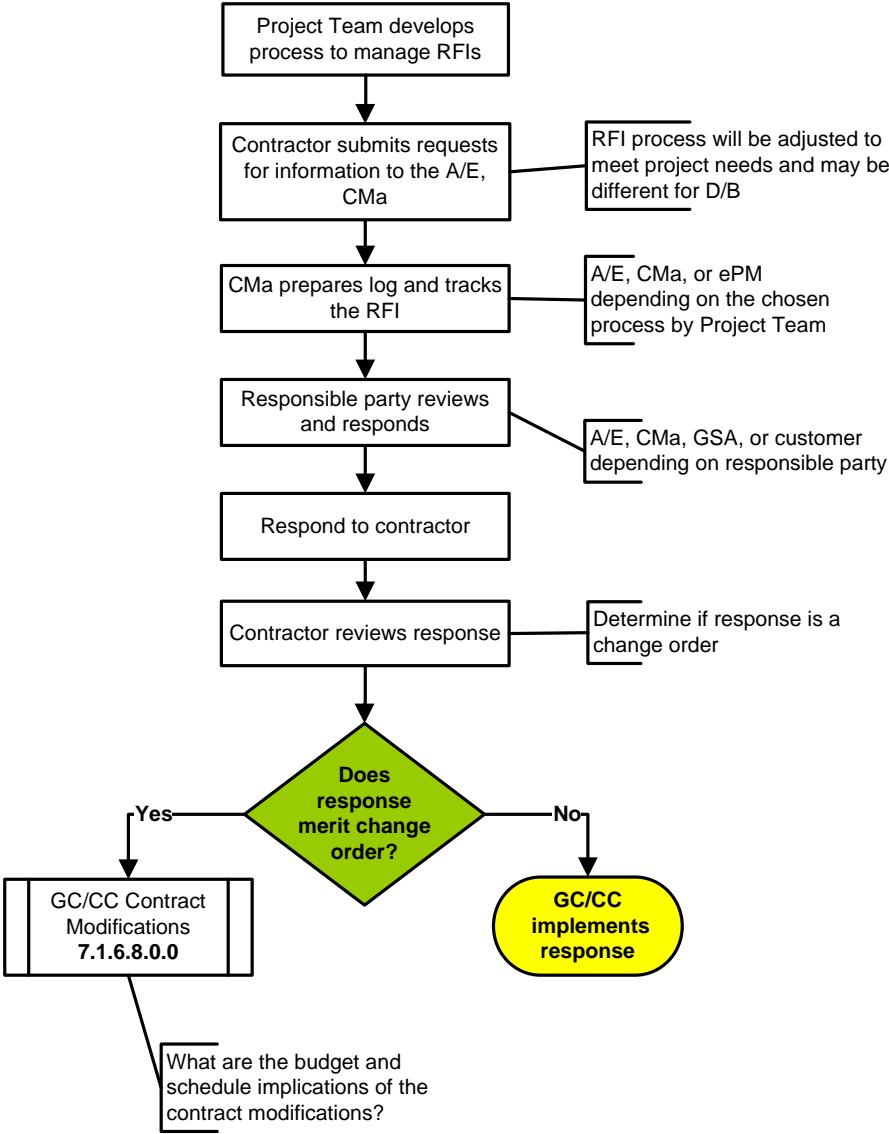 Project Team develops
process to manage RFIs
Contractor submits requests
for information to the A/E,
CMa
RFI process will be adjusted to
meet project needs and may be
different for D/B
CMa prepares log and tracks
the RFI
A/E, CMa, or ePM
depending on the chosen
process by Project Team
Responsible party reviews
and responds
A/E, CMa, GSA, or customer
depending on responsible party
Respond to contractor
Contractor reviews response
Determine if response is a
change order
Does
response
merit change
order?
Yes
No
GC/CC Contract
Modifications
7.1.6.8.0.0
GC/CC
implements
response
What are the budget and
schedule implications of the
contract modifications?